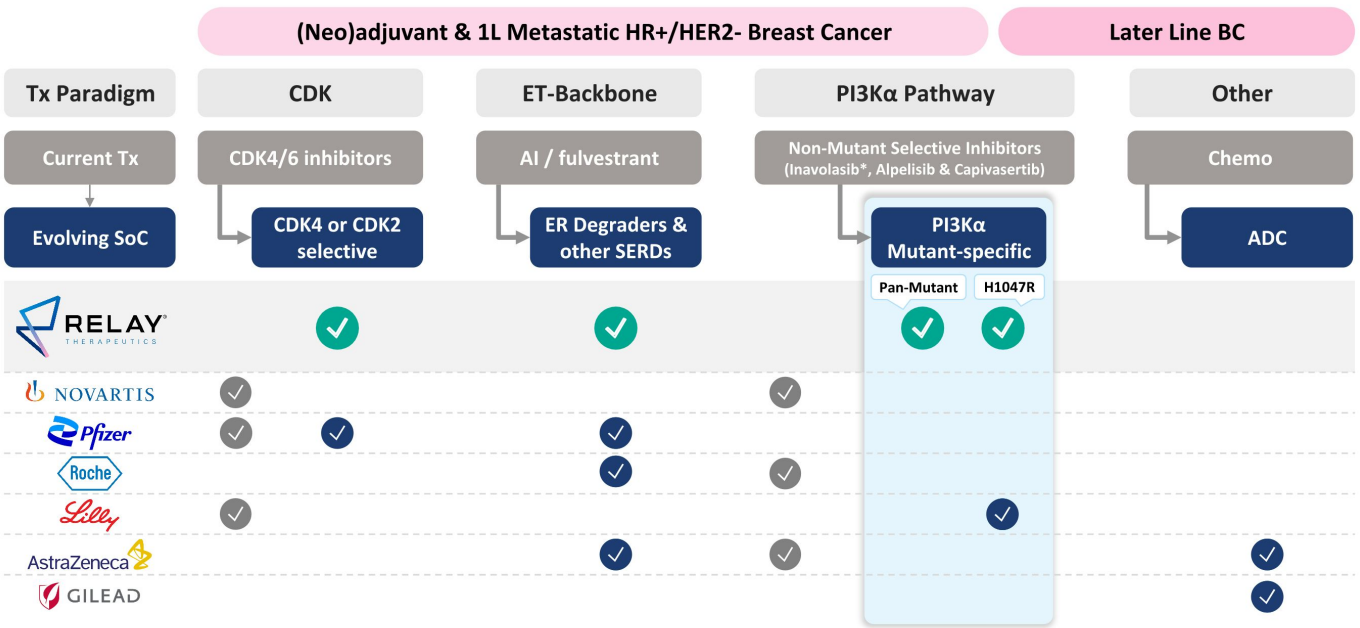 (Neo)adjuvant & 1L Metastatic HR+/HER2- Breast Cancer
Later Line BC
Tx Paradigm
CDK
ET-Backbone
PI3Kα Pathway
Other
Current Tx
CDK4/6 inhibitors
AI / fulvestrant
Non-Mutant Selective Inhibitors
(Inavolasib*, Alpelisib & Capivasertib)
Chemo
Evolving SoC
CDK4 or CDK2
selective
ER Degraders &
other SERDs
PI3Kα
Mutant-specific
ADC
Pan-Mutant
H1047R
RELAY®
THERAPEUTICS
NOVARTIS
Pfizer
Roche
Lilly
AstraZeneca
GILEAD